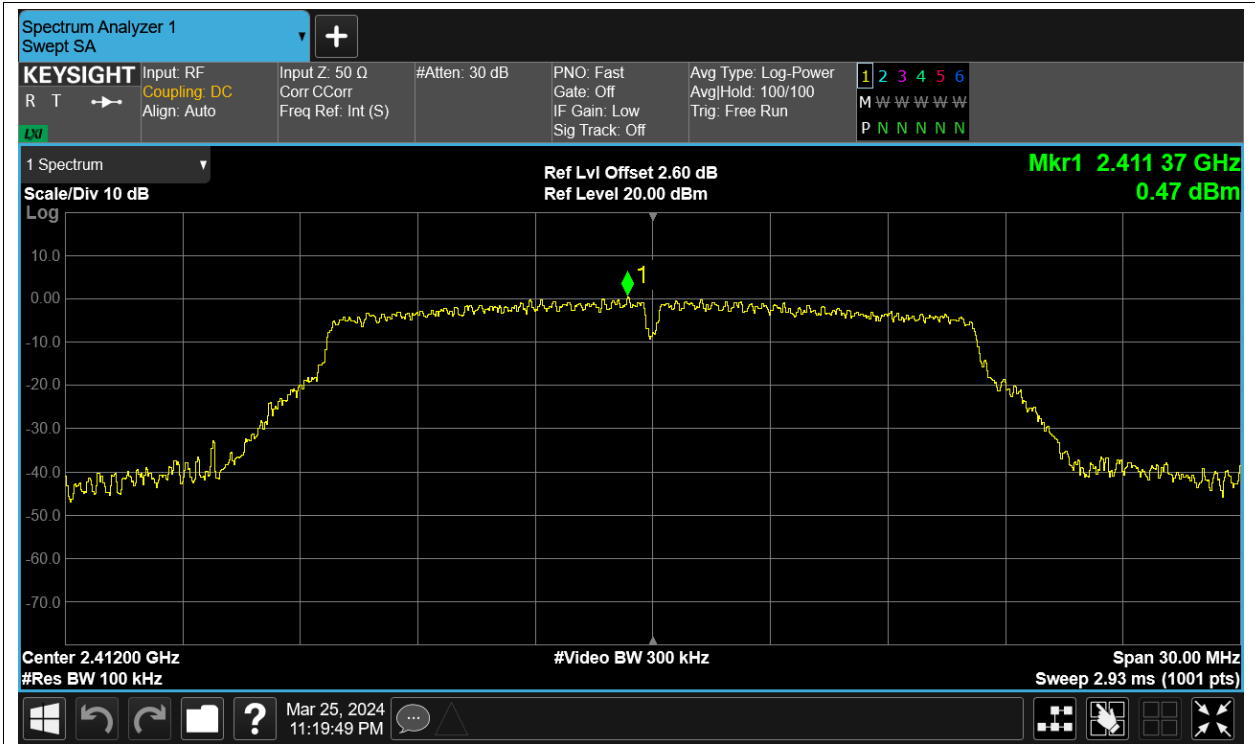 Spectrum Analyzer 1
Swept SA
KEYSIGHT
R T
LXI
Input: RF
Coupling: DC
Align: Auto
Input Z: 50 Ω
Corr CCorr
Freq Ref: Int (S)
#Atten: 30 dB
PNO: Fast
Gate: Off
IF Gain: Low
Sig Track: Off
Avg Type: Log-Power
Avg|Hold: 100/100
Trig: Free Run
1 2 3 4 5 6
M W W W W W
P N N N N N
1 Spectrum
Scale/Div 10 dB
Log
Ref Lvl Offset 2.60 dB
Ref Level 20.00 dBm
Mkr1 2.411 37 GHz
0.47 dBm
10.0
0.00
-10.0
-20.0
-30.0
-40.0
-50.0
-60.0
-70.0
1
Center 2.41200 GHz
#Res BW 100 kHz
#Video BW 300 kHz
Span 30.00 MHz
Sweep 2.93 ms (1001 pts)
?
Mar 25, 2024
11:19:49 PM